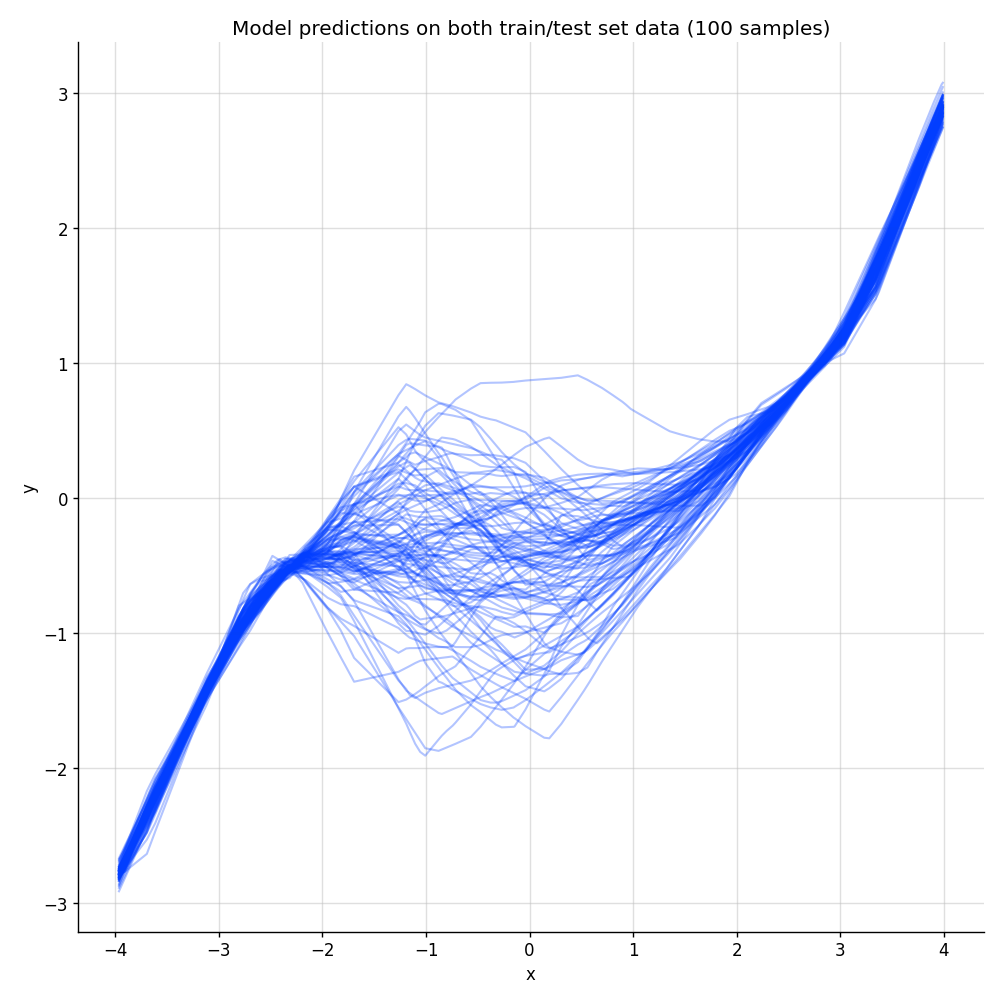 Model predictions on both train/test set data (100 samples)
y
3
2
1
0
−1
−2
−3
−4 −3 −2 −1 0 1 2 3 4
x